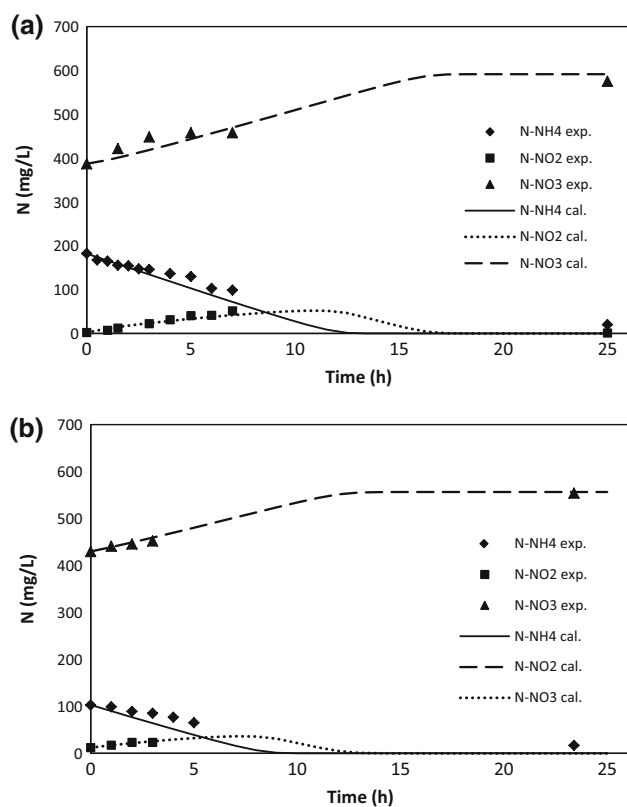 (a)
700
600
500
400
300
200
100
0
N (mg/L)
N-NH4 exp.
N-NO2 exp.
N-NO3 exp.
N-NH4 cal.
N-NO2 cal.
N-NO3 cal.
0 5 10 15 20 25
Time (h)
(b)
700
600
500
400
300
200
100
0
N (mg/L)
N-NH4 exp.
N-NO2 exp.
N-NO3 exp.
N-NH4 cal.
N-NO2 cal.
N-NO3 cal.
0 5 10 15 20 25
Time (h)